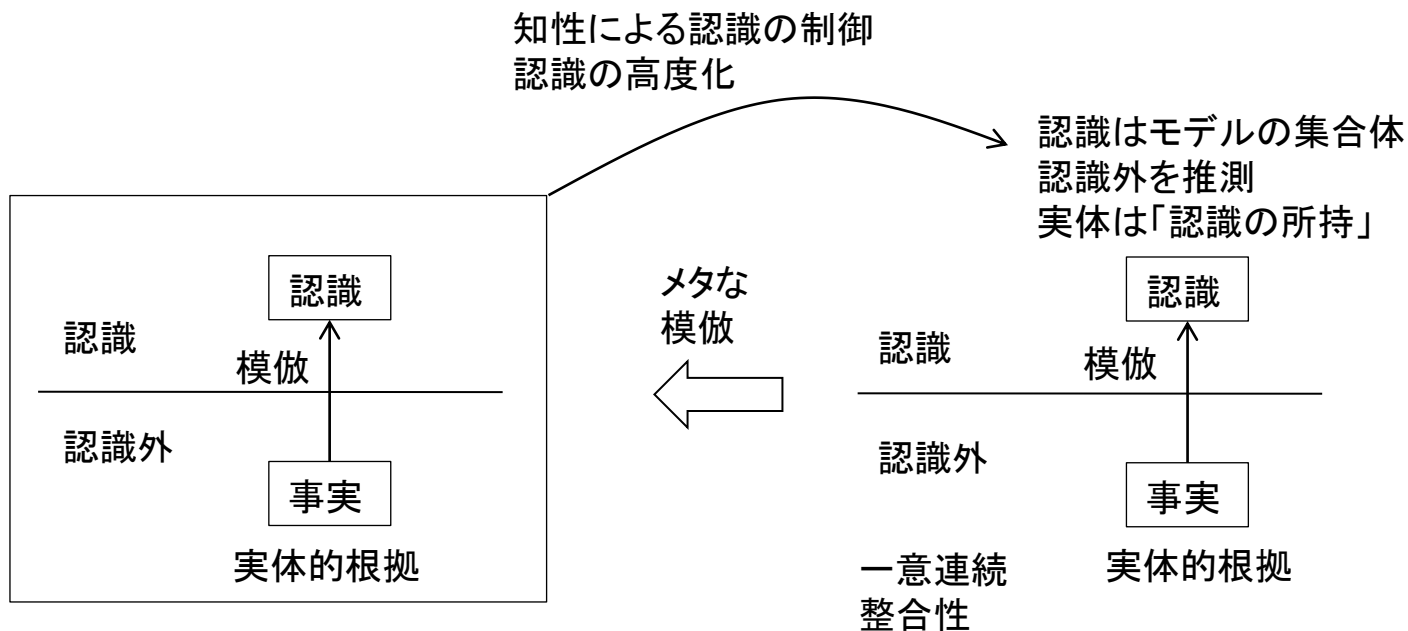 知性による認識の制御
認識の高度化
認識はモデルの集合体
認識外を推測
実体は「認識の所持」
認識
認識
模倣
認識外
事実
実体的根拠
メタな
模倣
認識
認識
模倣
認識外
事実
実体的根拠
一意連続
整合性